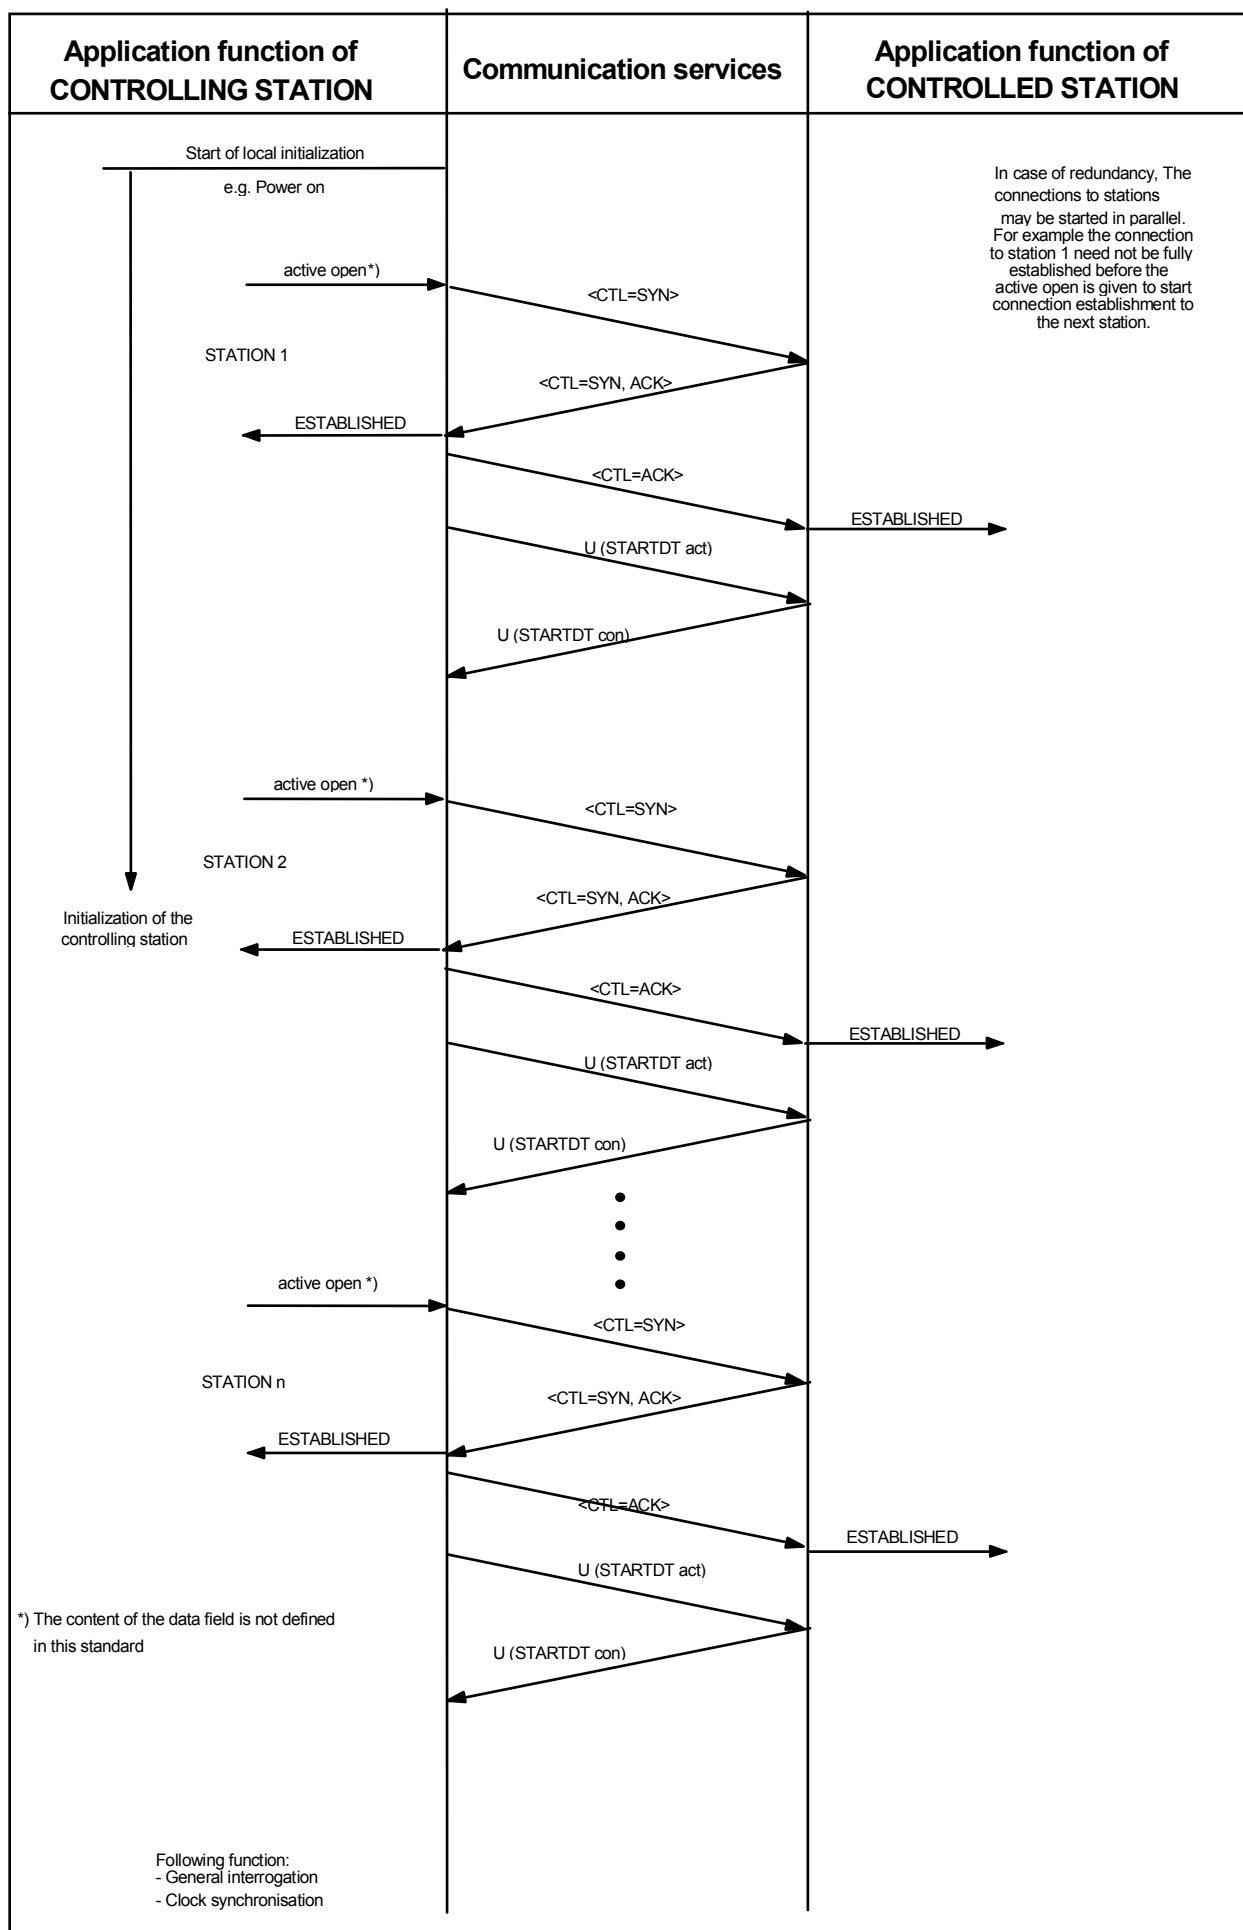 Application function of
CONTROLLING STATION
Communication services
Application function of
CONTROLLED STATION
Start of local initialization
e.g. Power on
In case of redundancy, The
connections to stations
may be started in parallel.
For example the connection
to station 1 need not be fully
established before the
active open is given to start
connection establishment to
the next station.
active open*)
<CTL=SYN>
STATION 1
<CTL=SYN, ACK>
ESTABLISHED
<CTL=ACK>
ESTABLISHED
U (STARTDT act)
U (STARTDT con)
active open *)
<CTL=SYN>
STATION 2
<CTL=SYN, ACK>
Initialization of the
controlling station
ESTABLISHED
<CTL=ACK>
ESTABLISHED
U (STARTDT act)
U (STARTDT con)
active open *)
<CTL=SYN>
STATION n
<CTL=SYN, ACK>
ESTABLISHED
<CTL=ACK>
ESTABLISHED
U (STARTDT act)
*) The content of the data field is not defined
in this standard
U (STARTDT con)
Following function:
- General interrogation
- Clock synchronisation